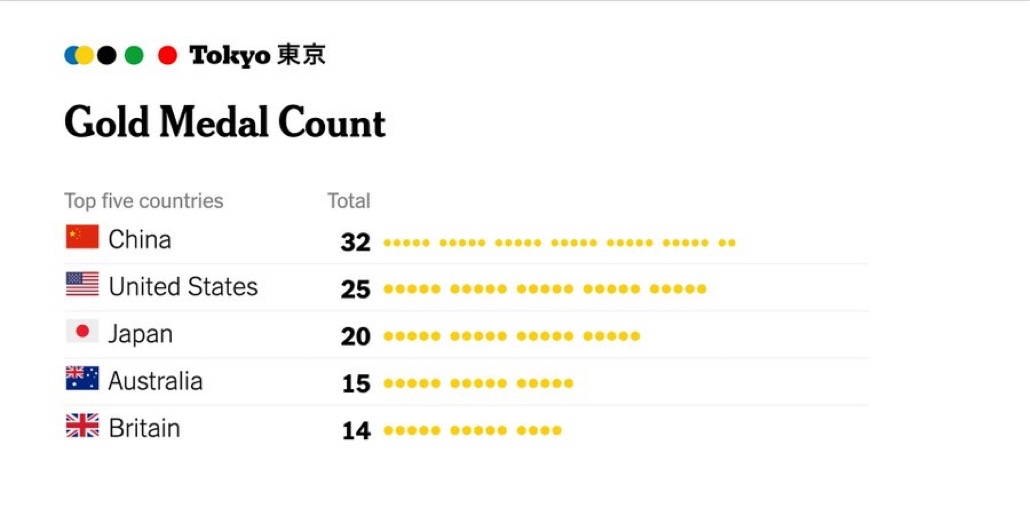 Tokyo 東京
Gold Medal Count
Top five countries Total
China 32
United States 25
Japan 20
Australia 15
Britain 14